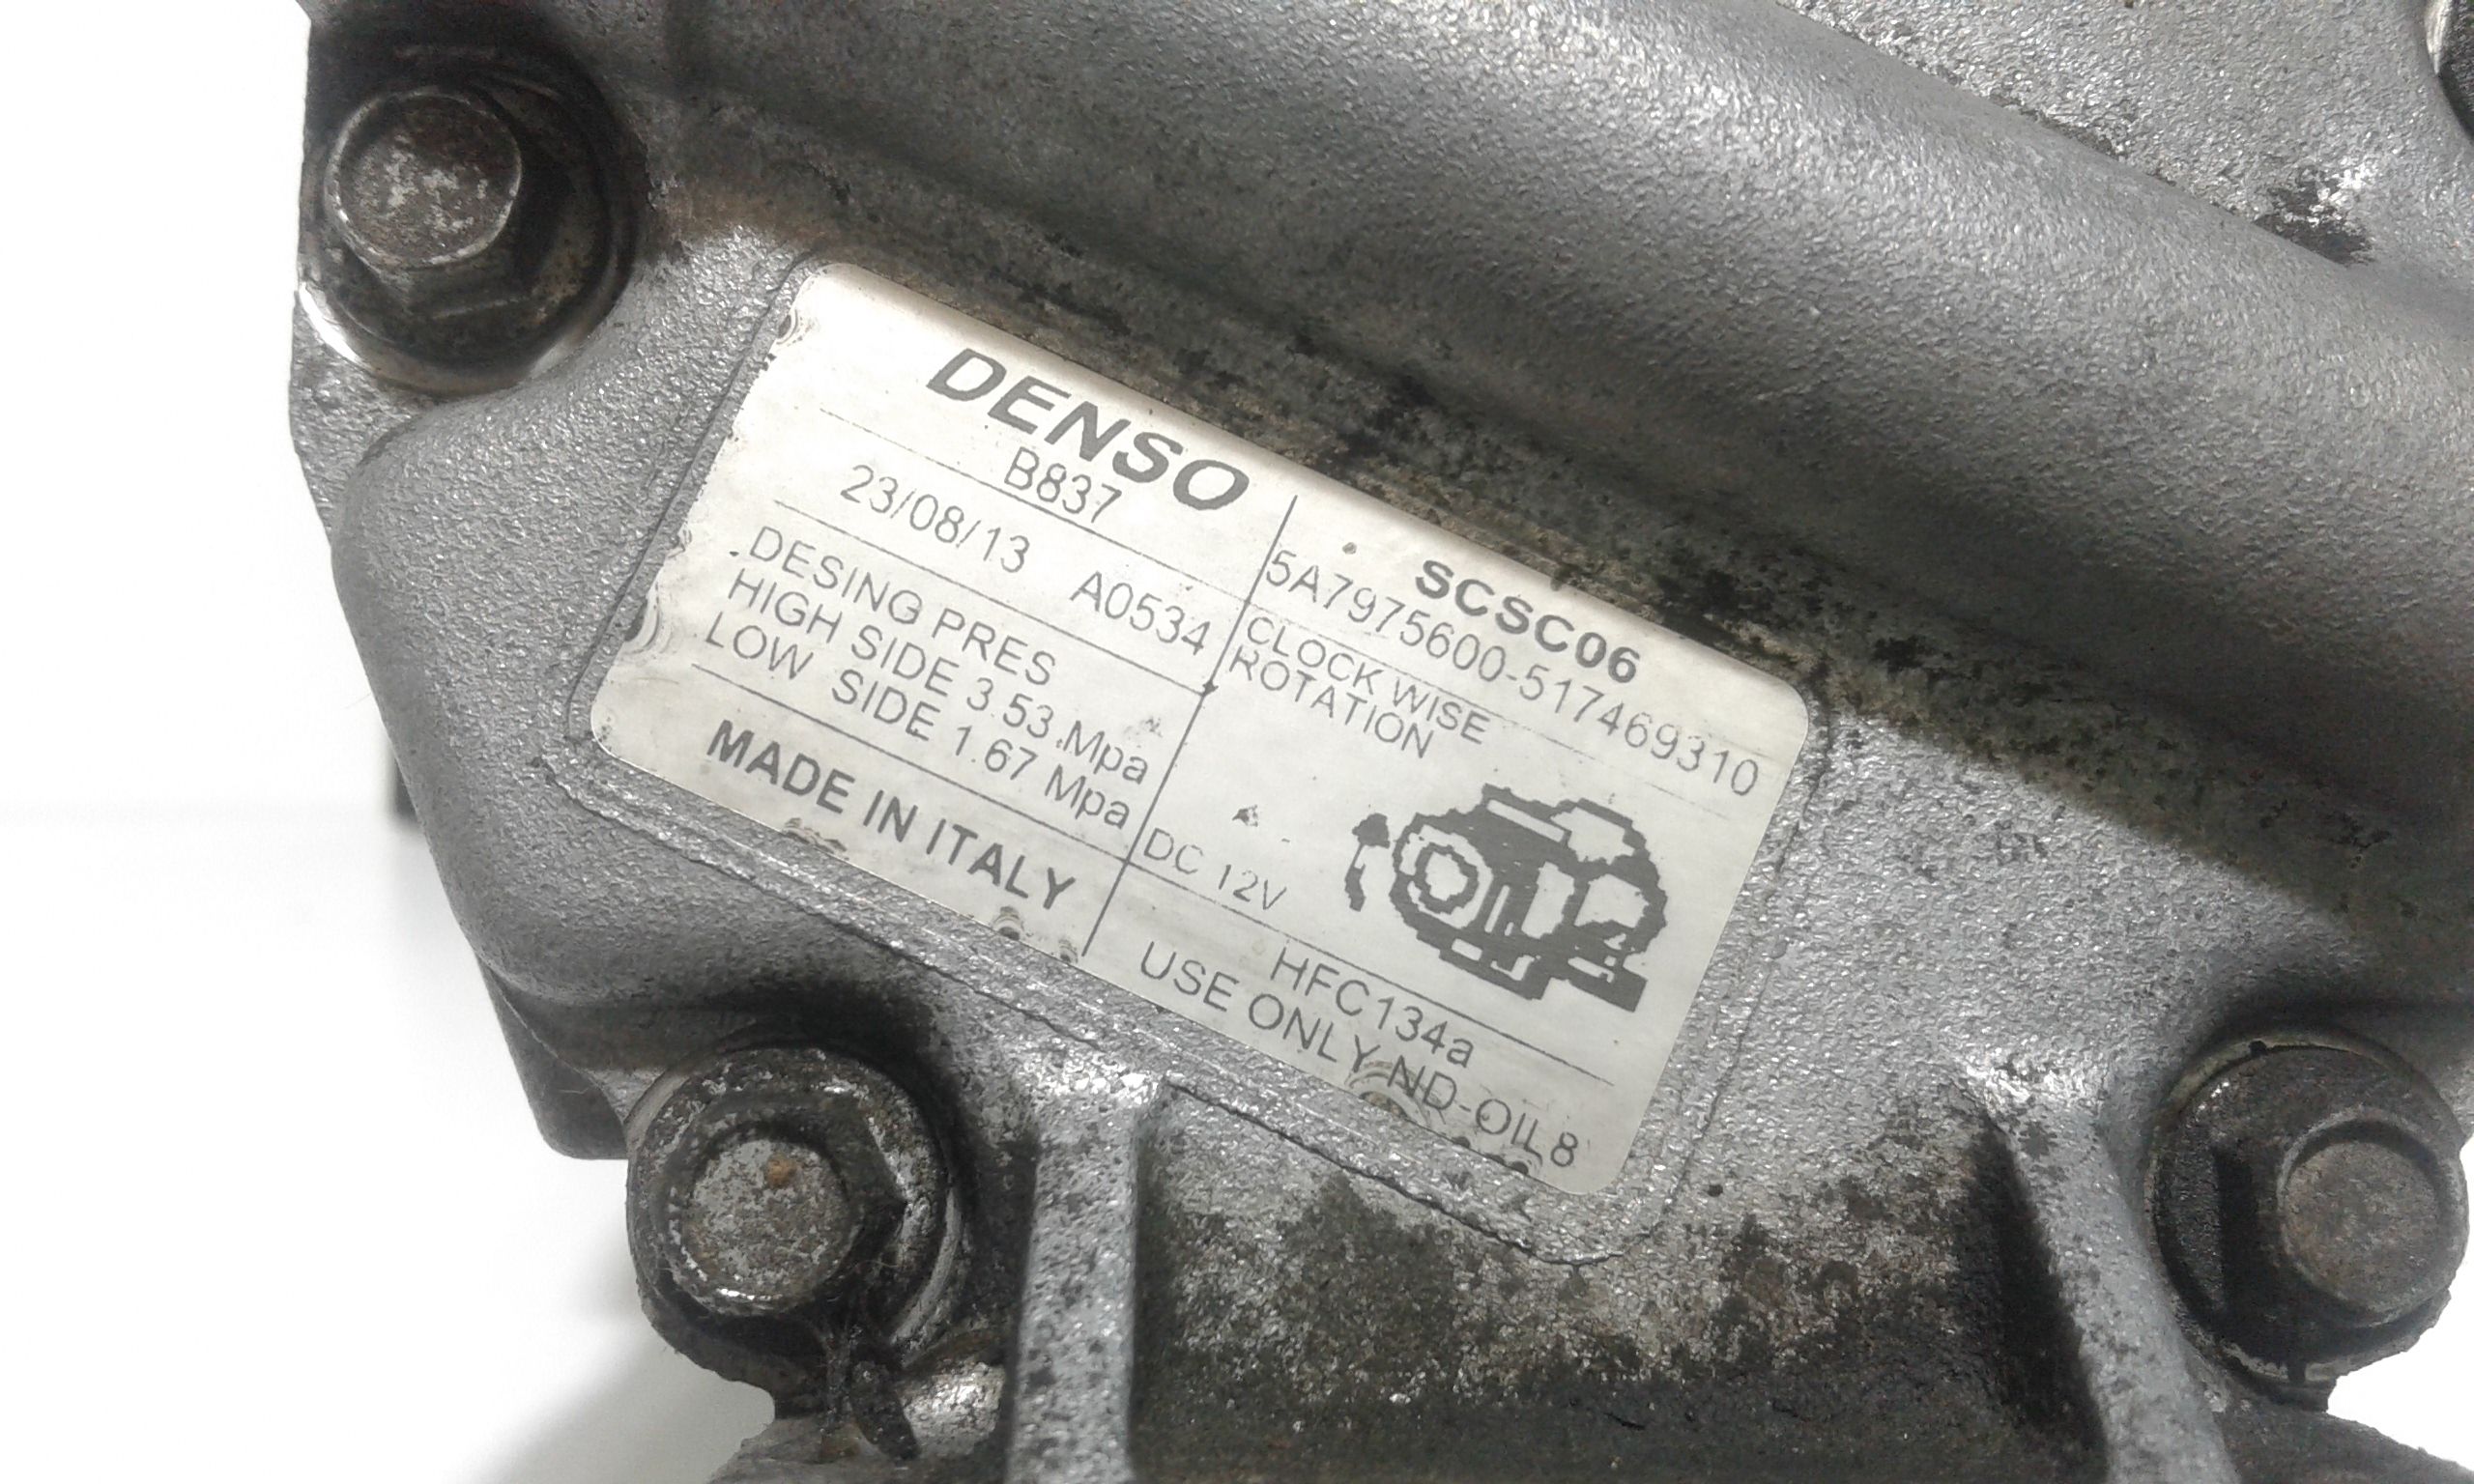 DENSO
B837
23/08/13 A0534
DESING PRES
HIGH SIDE 3.53 Mpa
LOW SIDE 1.67 Mpa
MADE IN ITALY
SCSC06
5A7975600-517469310
CLOCK WISE
ROTATION
DC 12V
HFC134a
USE ONLY ND-OIL8